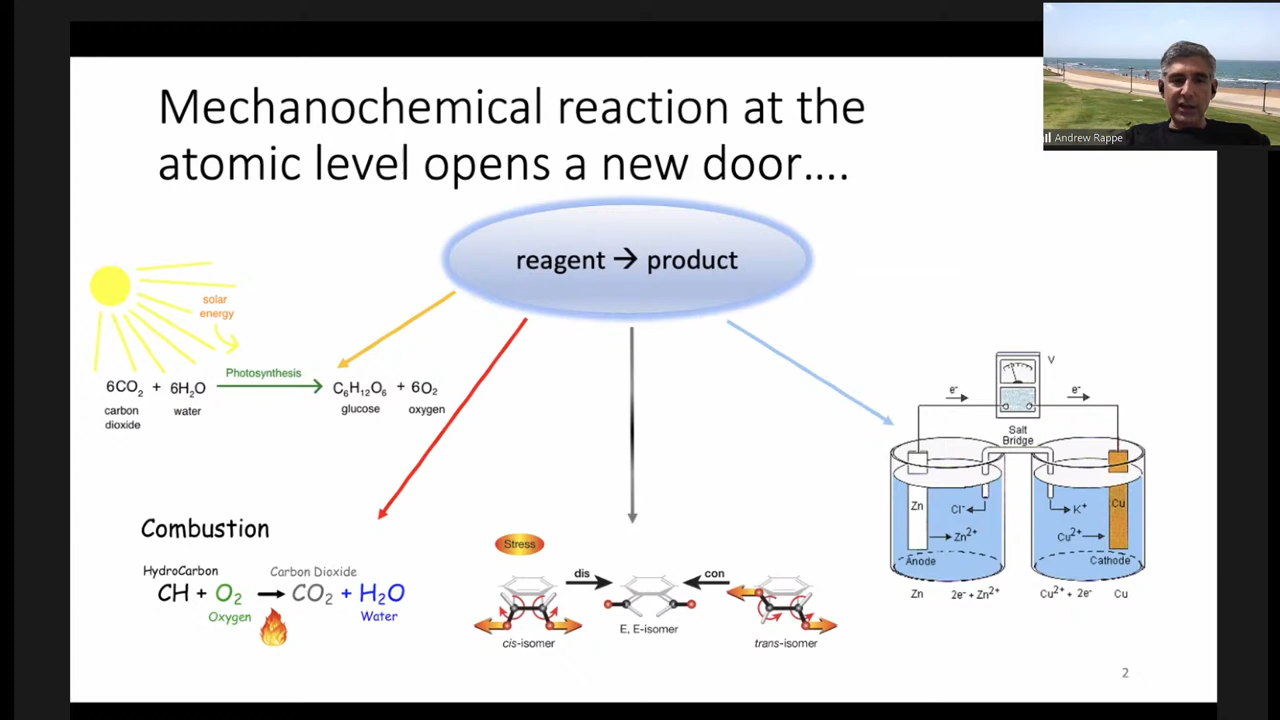 Mechanochemical reaction at the
atomic level opens a new door....
Andrew Rappe
reagent → product
solar
energy
Photosynthesis
6CO₂ + 6H₂O
C₆H₁₂O₆ + 6O₂
carbon
dioxide
water
glucose
oxygen
Combustion
HydroCarbon
Carbon Dioxide
CH + O₂ → CO₂ + H₂O
Oxygen
Water
Stress
dis
con
cis-isomer
E, E-isomer
trans-isomer
V
e⁻
e⁻
Salt
Bridge
Zn
Cl⁻
K⁺
Cu
Zn²⁺
Cu²⁺
Anode
Cathode
Zn
2e⁻ + Zn²⁺
Cu²⁺ + 2e⁻
Cu
2